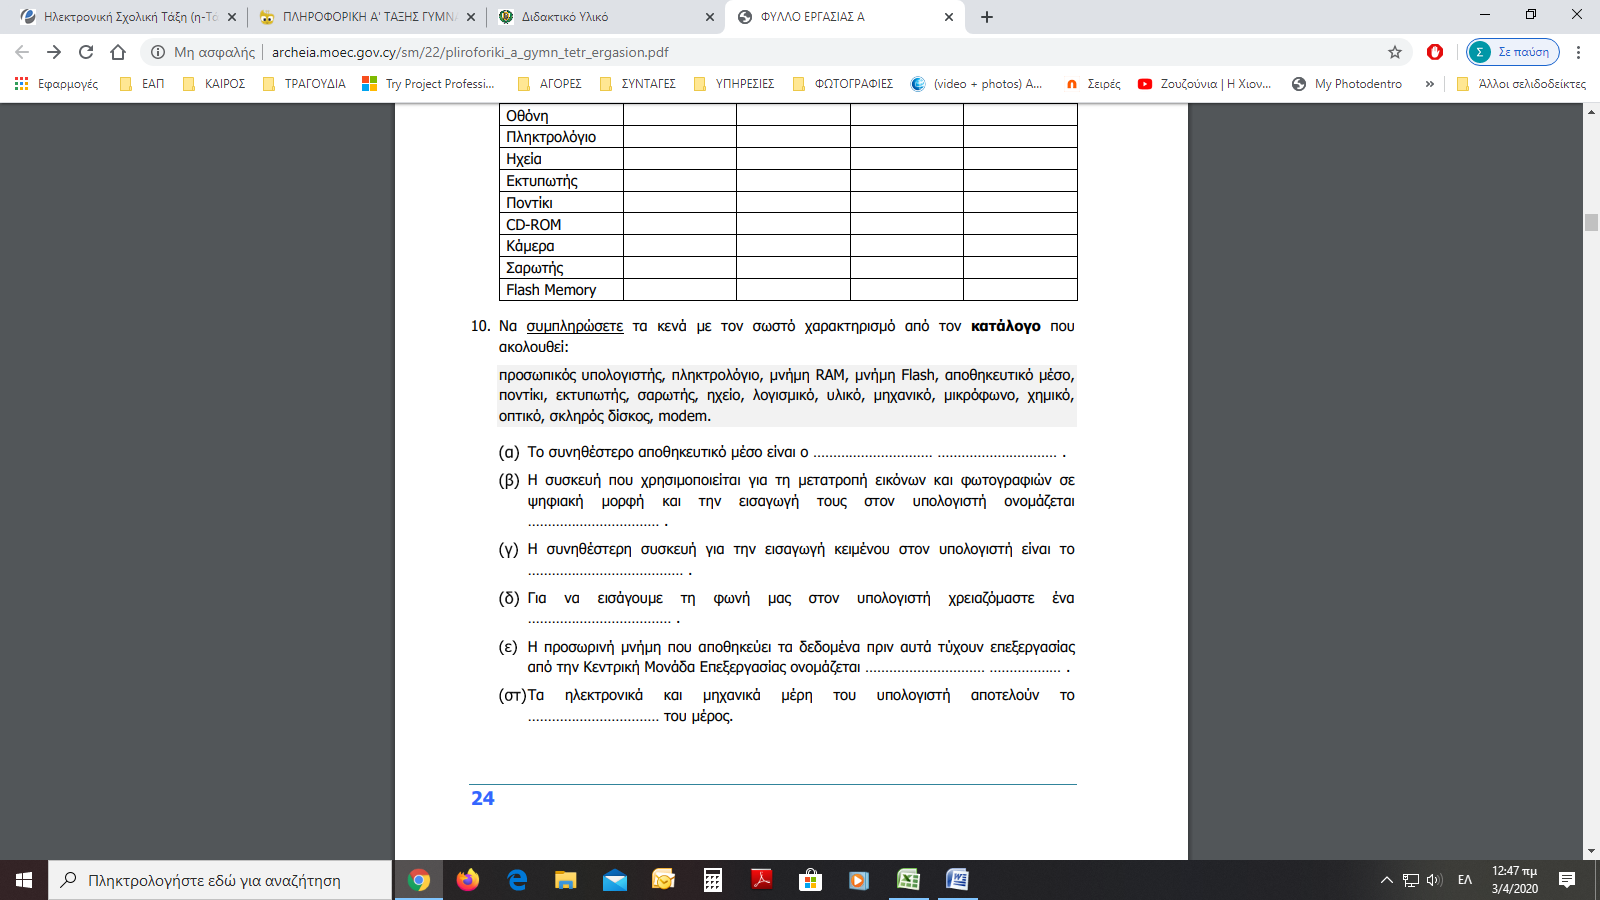 Ηλεκτρονική Σχολική Τάξη (η-Τά
ΠΛΗΡΟΦΟΡΙΚΗ Α' ΤΑΞΗΣ ΓΥΜΝΑ
Διδακτικό Υλικό
ΦΥΛΛΟ ΕΡΓΑΣΙΑΣ Α
Μη ασφαλής
archeia.moec.gov.cy/sm/22/pliroforiki_a_gymn_tetr_ergasion.pdf
Σ Σε παύση
Εφαρμογές ΕΑΠ ΚΑΙΡΟΣ ΤΡΑΓΟΥΔΙΑ Try Project Professi... ΑΓΟΡΕΣ ΣΥΝΤΑΓΕΣ ΥΠΗΡΕΣΙΕΣ ΦΩΤΟΓΡΑΦΙΕΣ (video + photos) A... Σειρές Ζουζούνια | Η Χιον... My Photodentro » Άλλοι σελιδοδείκτες
Οθόνη
Πληκτρολόγιο
Ηχεία
Εκτυπωτής
Ποντίκι
CD-ROM
Κάμερα
Σαρωτής
Flash Memory
10. Να συμπληρώσετε τα κενά με τον σωστό χαρακτηρισμό από τον κατάλογο που
ακολουθεί:
προσωπικός υπολογιστής, πληκτρολόγιο, μνήμη RAM, μνήμη Flash, αποθηκευτικό μέσο,
ποντίκι, εκτυπωτής, σαρωτής, ηχείο, λογισμικό, υλικό, μηχανικό, μικρόφωνο, χημικό,
οπτικό, σκληρός δίσκος, modem.
(α) Το συνηθέστερο αποθηκευτικό μέσο είναι ο .............................. .............................. .
(β) Η συσκευή που χρησιμοποιείται για τη μετατροπή εικόνων και φωτογραφιών σε
ψηφιακή μορφή και την εισαγωγή τους στον υπολογιστή ονομάζεται
................................. .
(γ) Η συνηθέστερη συσκευή για την εισαγωγή κειμένου στον υπολογιστή είναι το
....................................... .
(δ) Για να εισάγουμε τη φωνή μας στον υπολογιστή χρειαζόμαστε ένα
.................................... .
(ε) Η προσωρινή μνήμη που αποθηκεύει τα δεδομένα πριν αυτά τύχουν επεξεργασίας
από την Κεντρική Μονάδα Επεξεργασίας ονομάζεται .............................. .................. .
(στ)Τα ηλεκτρονικά και μηχανικά μέρη του υπολογιστή αποτελούν το
................................. του μέρος.
24
Πληκτρολογήστε εδώ για αναζήτηση
ΕΛ
12:47 πμ
3/4/2020